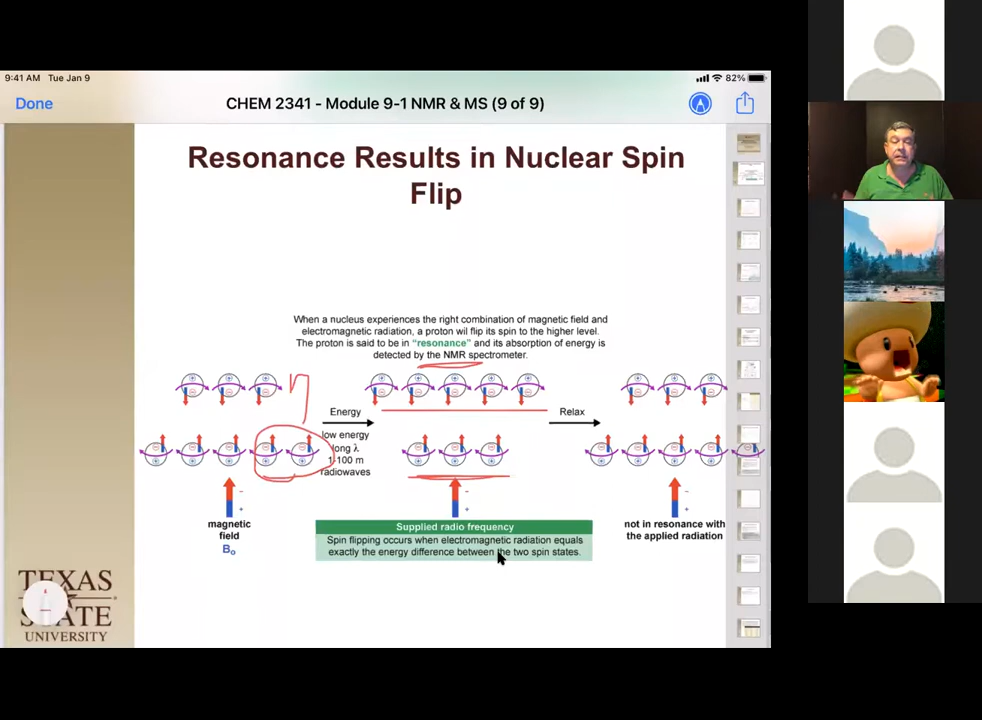 9:41 AM Tue Jan 9
82%
Done
CHEM 2341 - Module 9-1 NMR & MS (9 of 9)
Resonance Results in Nuclear Spin
Flip
When a nucleus experiences the right combination of magnetic field and
electromagnetic radiation, a proton wil flip its spin to the higher level.
The proton is said to be in “resonance” and its absorption of energy is
detected by the NMR spectrometer.
Energy
low energy
long λ
1-100 m
radiowaves
Relax
-
+
magnetic
field
Bo
-
+
Supplied radio frequency
Spin flipping occurs when electromagnetic radiation equals
exactly the energy difference between the two spin states.
-
+
not in resonance with
the applied radiation
TEXAS
STATE
UNIVERSITY